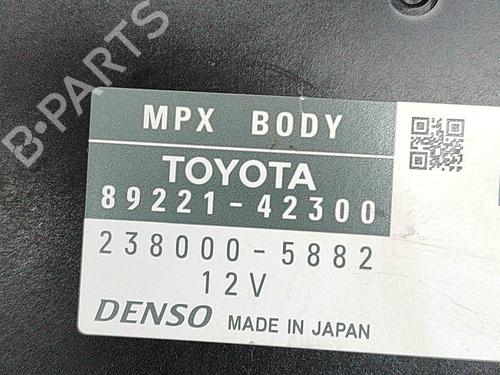 B-PARTS
MPX BODY
TOYOTA
89221-42300
238000-5882
12V
DENSO MADE IN JAPAN